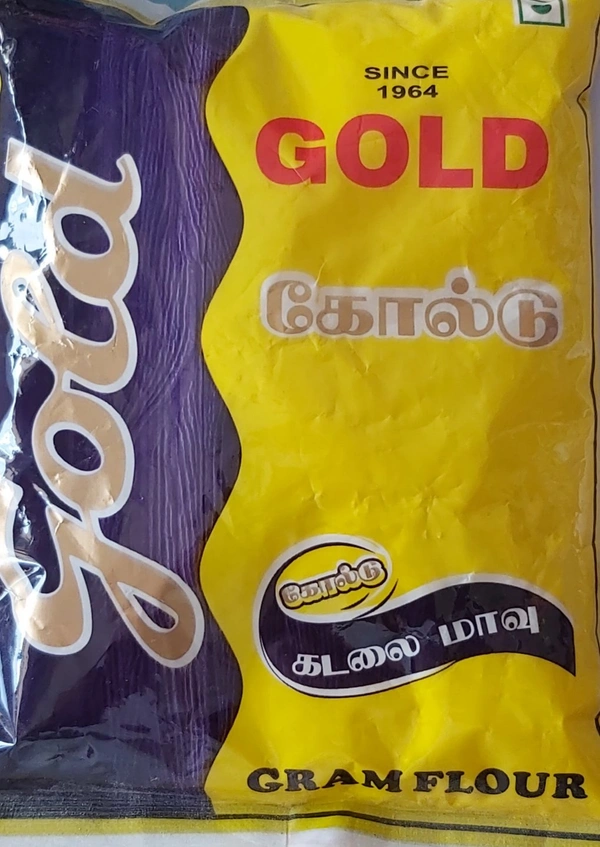 gold
SINCE
1964
GOLD
கோல்டு
கோல்டு
கடலை மாவு
GRAM FLOUR